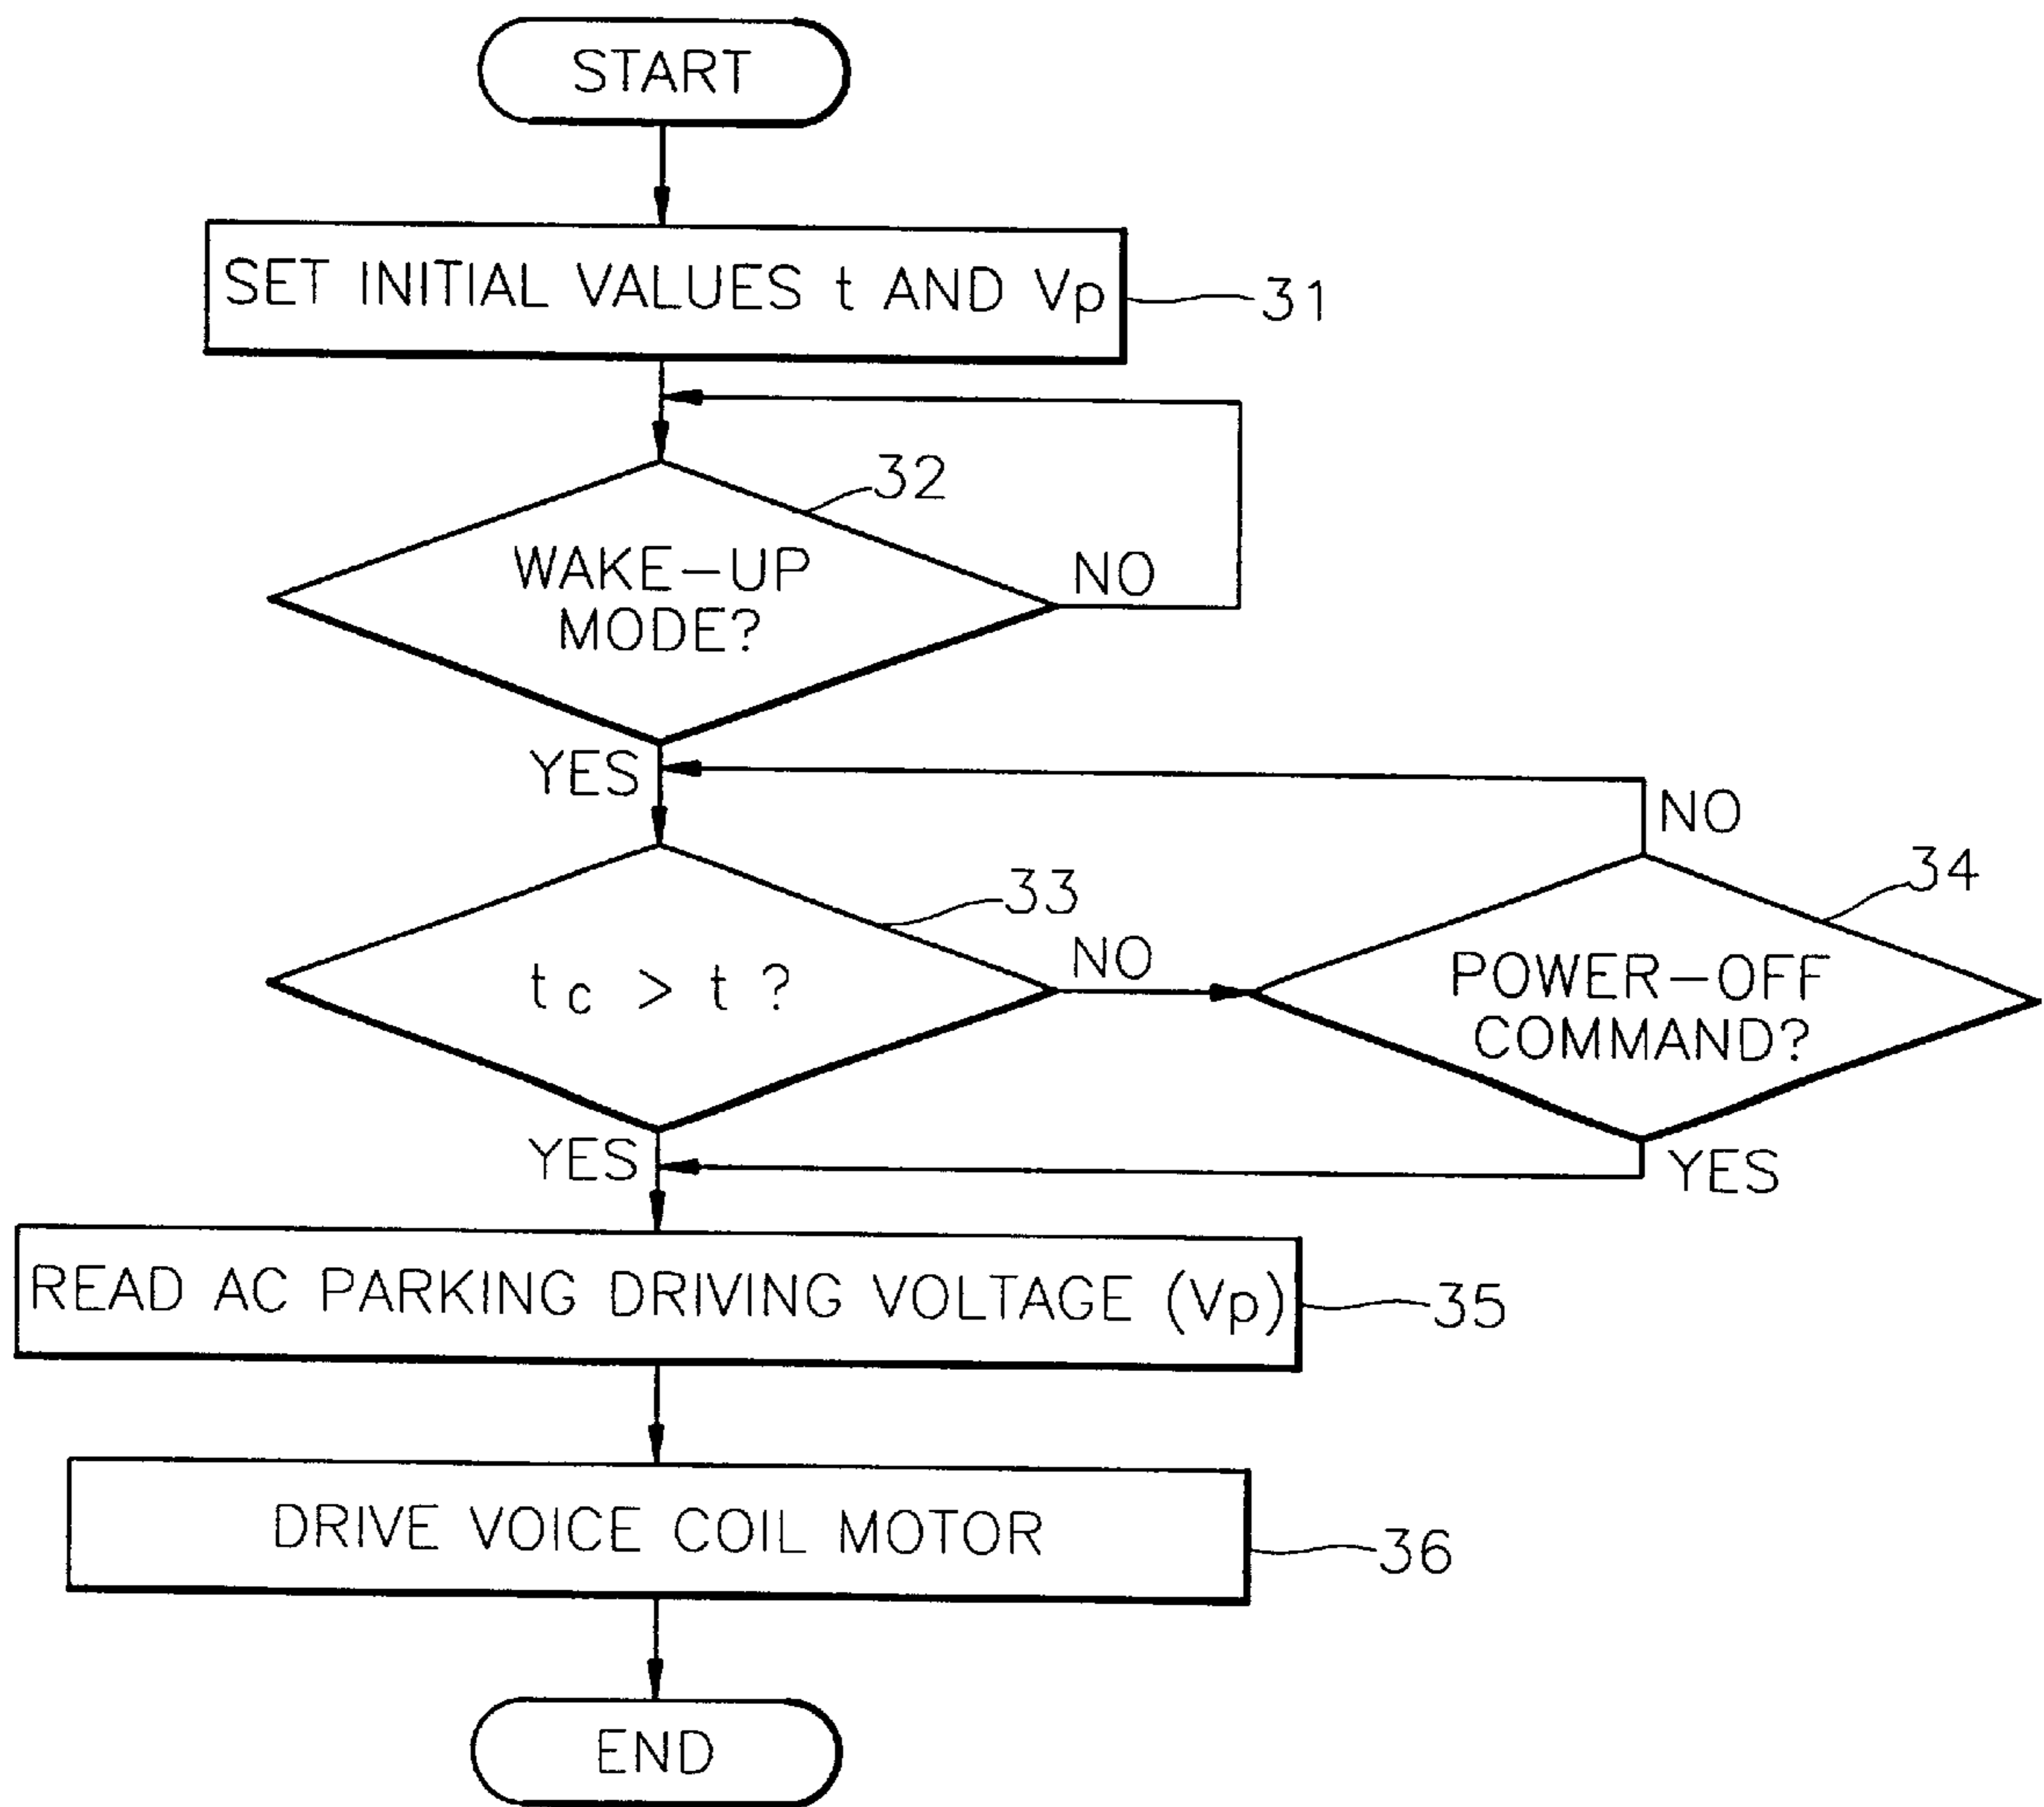 START
SET INITIAL VALUES t AND Vp
31
32
WAKE-UP
MODE?
NO
YES
NO
33
34
tc > t ?
NO
POWER-OFF
COMMAND?
YES
YES
READ AC PARKING DRIVING VOLTAGE (Vp)
35
DRIVE VOICE COIL MOTOR
36
END